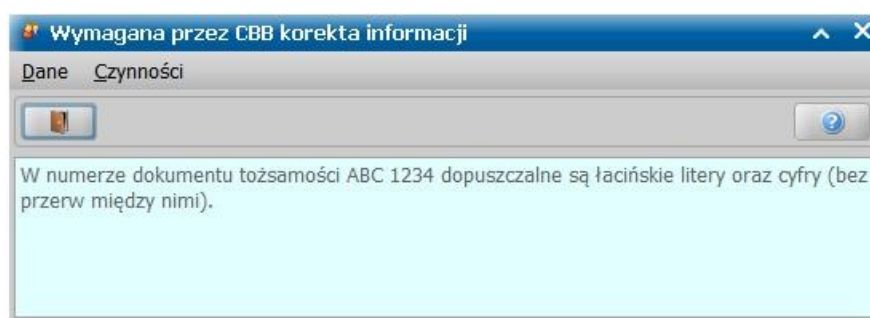 Wymagana przez CBB korekta informacji
Dane Czynności
W numerze dokumentu tożsamości ABC 1234 dopuszczalne są łacińskie litery oraz cyfry (bez
przerw między nimi).